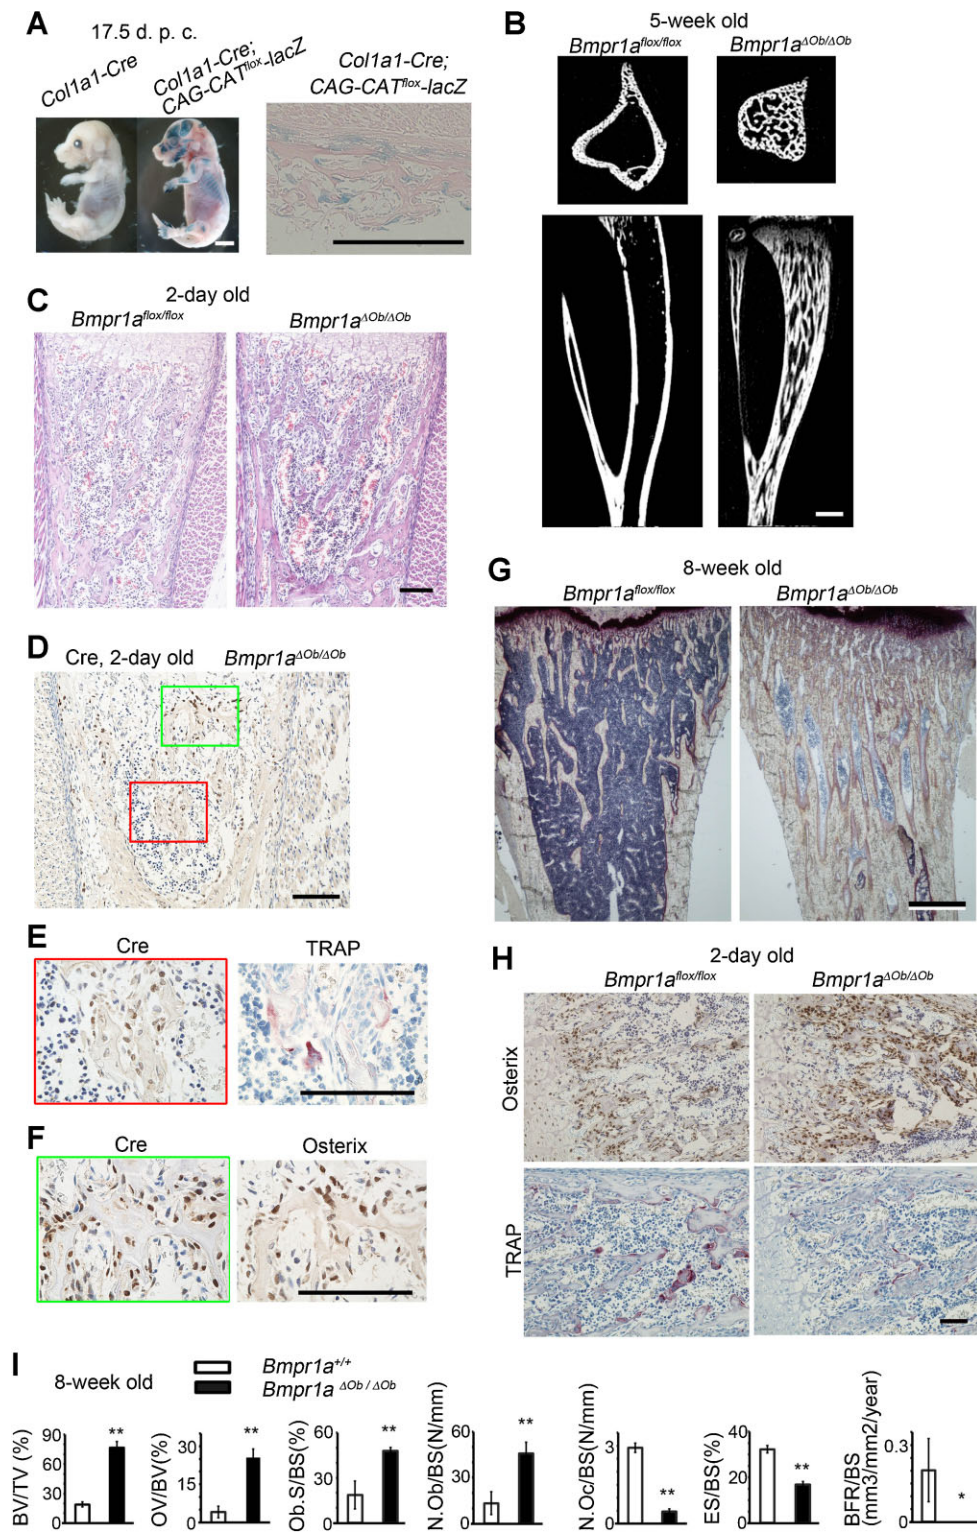 A
17.5 d. p. c.
Col1a1-Cre
Col1a1-Cre;
CAG-CATflox-lacZ
Col1a1-Cre;
CAG-CATflox-lacZ
B
5-week old
Bmpr1aflox/flox
Bmpr1aΔOb/ΔOb
C
2-day old
Bmpr1aflox/flox
Bmpr1aΔOb/ΔOb
D
Cre, 2-day old
Bmpr1aΔOb/ΔOb
E
Cre
TRAP
F
Cre
Osterix
G
8-week old
Bmpr1aflox/flox
Bmpr1aΔOb/ΔOb
H
2-day old
Bmpr1aflox/flox
Bmpr1aΔOb/ΔOb
Osterix
TRAP
I
8-week old
Bmpr1a+/+
Bmpr1a ΔOb / ΔOb
BV/TV (%)
90
60
30
0
**
OV/BV(%)
30
0
**
Ob.S/BS(%)
60
30
0
**
N.Ob/BS(N/mm)
60
30
0
**
N.Oc/BS(N/mm)
3
0
**
ES/BS(%)
40
20
0
**
BFR/BS
(mm3/mm2/year)
0.3
0
*